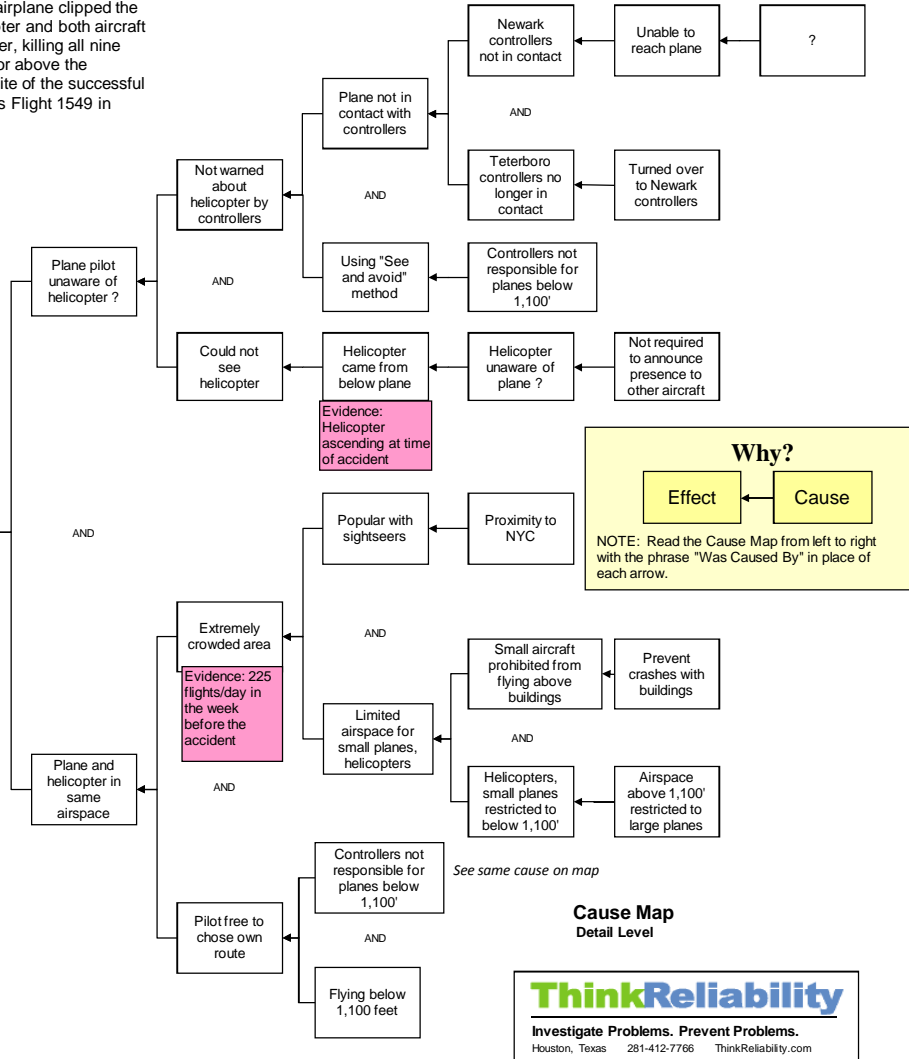 airplane clipped the
pter and both aircraft
er, killing all nine
or above the
ite of the successful
s Flight 1549 in
Newark
controllers
not in contact
Unable to
reach plane
?
Plane not in
contact with
controllers
AND
Teterboro
controllers no
longer in
contact
Turned over
to Newark
controllers
Not warned
about
helicopter by
controllers
AND
Using "See
and avoid"
method
Controllers not
responsible for
planes below
1,100'
Plane pilot
unaware of
helicopter ?
AND
Could not
see
helicopter
Helicopter
came from
below plane
Helicopter
unaware of
plane ?
Not required
to announce
presence to
other aircraft
Evidence:
Helicopter
ascending at time
of accident
Why?
Effect
Cause
NOTE: Read the Cause Map from left to right
with the phrase "Was Caused By" in place of
each arrow.
AND
Popular with
sightseers
Proximity to
NYC
Extremely
crowded area
AND
Evidence: 225
flights/day in
the week
before the
accident
Small aircraft
prohibited from
flying above
buildings
Prevent
crashes with
buildings
Limited
airspace for
small planes,
helicopters
AND
Helicopters,
small planes
restricted to
below 1,100'
Airspace
above 1,100'
restricted to
large planes
Plane and
helicopter in
same
airspace
AND
Controllers not
responsible for
planes below
1,100'
See same cause on map
Pilot free to
chose own
route
AND
Flying below
1,100 feet
Cause Map
Detail Level
ThinkReliability
Investigate Problems. Prevent Problems.
Houston, Texas 281-412-7766 ThinkReliability.com